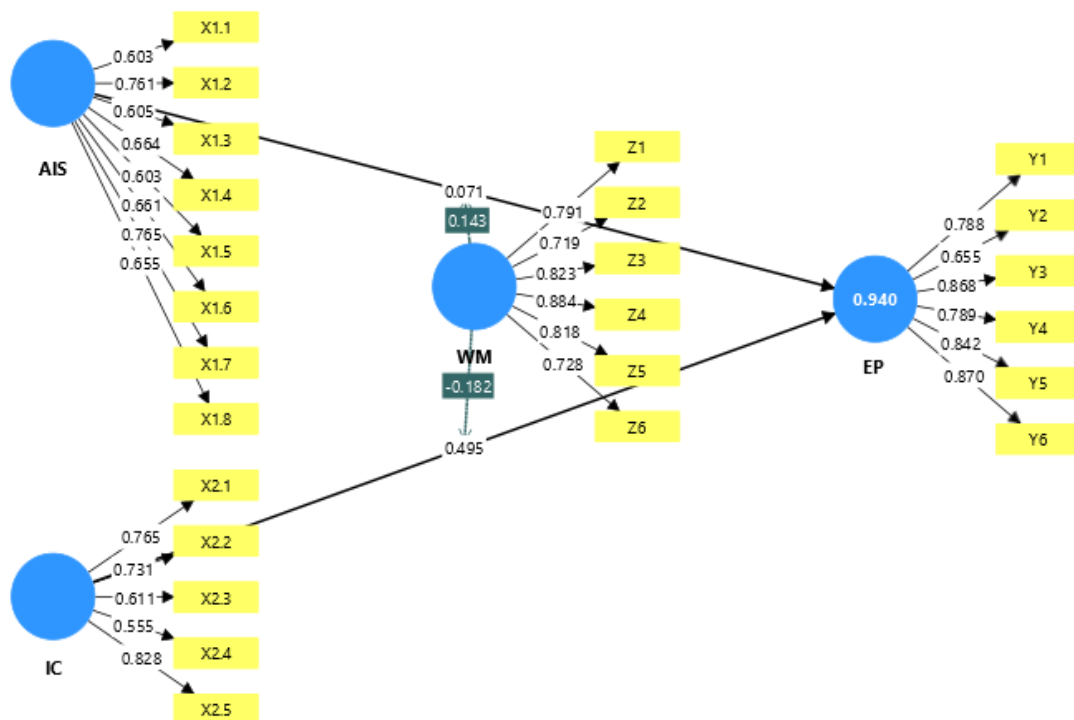 X1.1
0.603
X1.2
0.761
X1.3
0.605
X1.4
0.664
X1.5
0.603
X1.6
0.661
X1.7
0.765
X1.8
0.655
AIS
0.071
0.143
WM
-0.182
0.495
Z1
0.791
Z2
0.719
Z3
0.823
Z4
0.884
Z5
0.818
Z6
0.728
Y1
0.788
Y2
0.655
Y3
0.868
Y4
0.789
Y5
0.842
Y6
0.870
0.940
EP
X2.1
0.765
X2.2
0.731
X2.3
0.611
X2.4
0.555
X2.5
0.828
IC